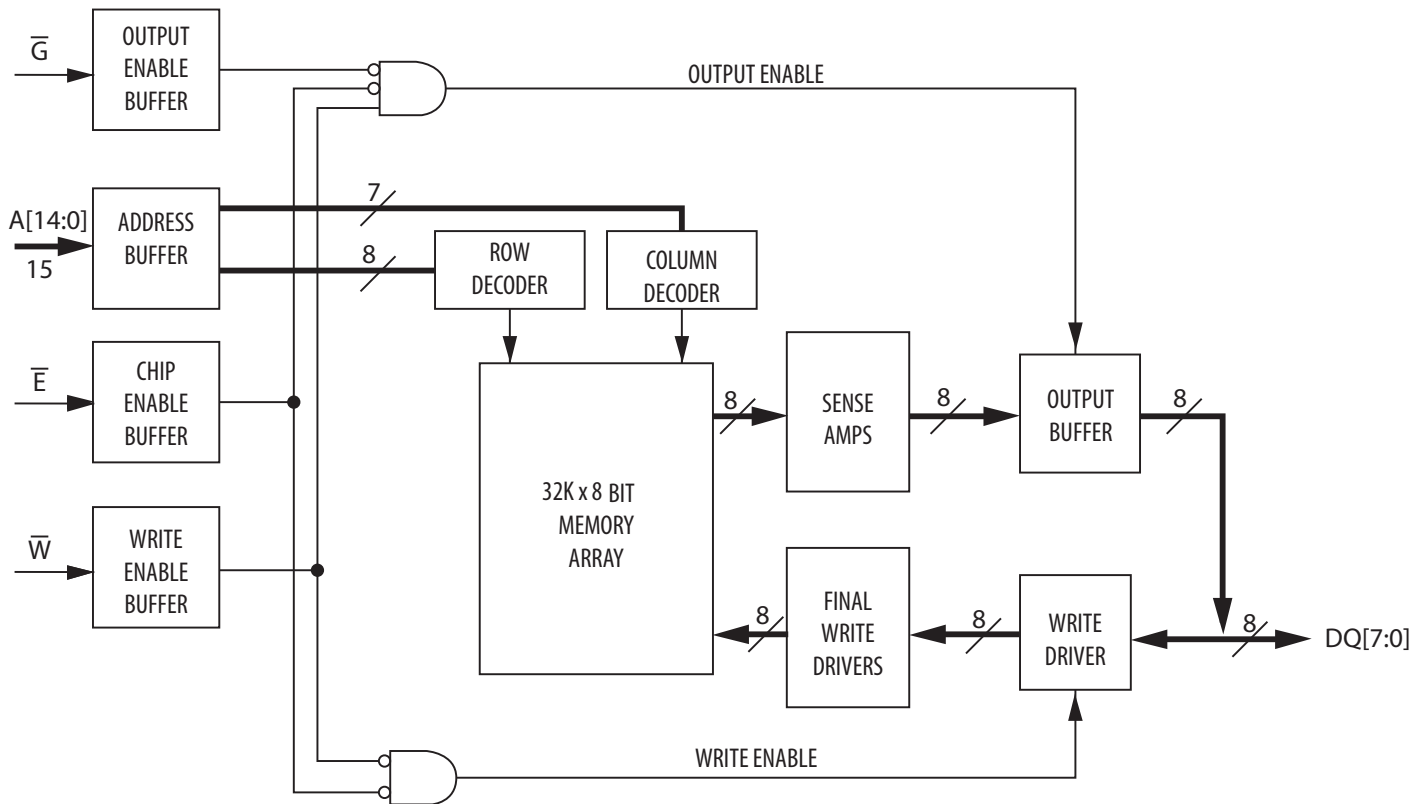 G̅
OUTPUT
ENABLE
BUFFER
OUTPUT ENABLE
A[14:0]
15
ADDRESS
BUFFER
7
8
ROW
DECODER
COLUMN
DECODER
E̅
CHIP
ENABLE
BUFFER
W̅
WRITE
ENABLE
BUFFER
32K x 8 BIT
MEMORY
ARRAY
8
SENSE
AMPS
8
OUTPUT
BUFFER
8
8
FINAL
WRITE
DRIVERS
8
WRITE
DRIVER
8
DQ[7:0]
WRITE ENABLE